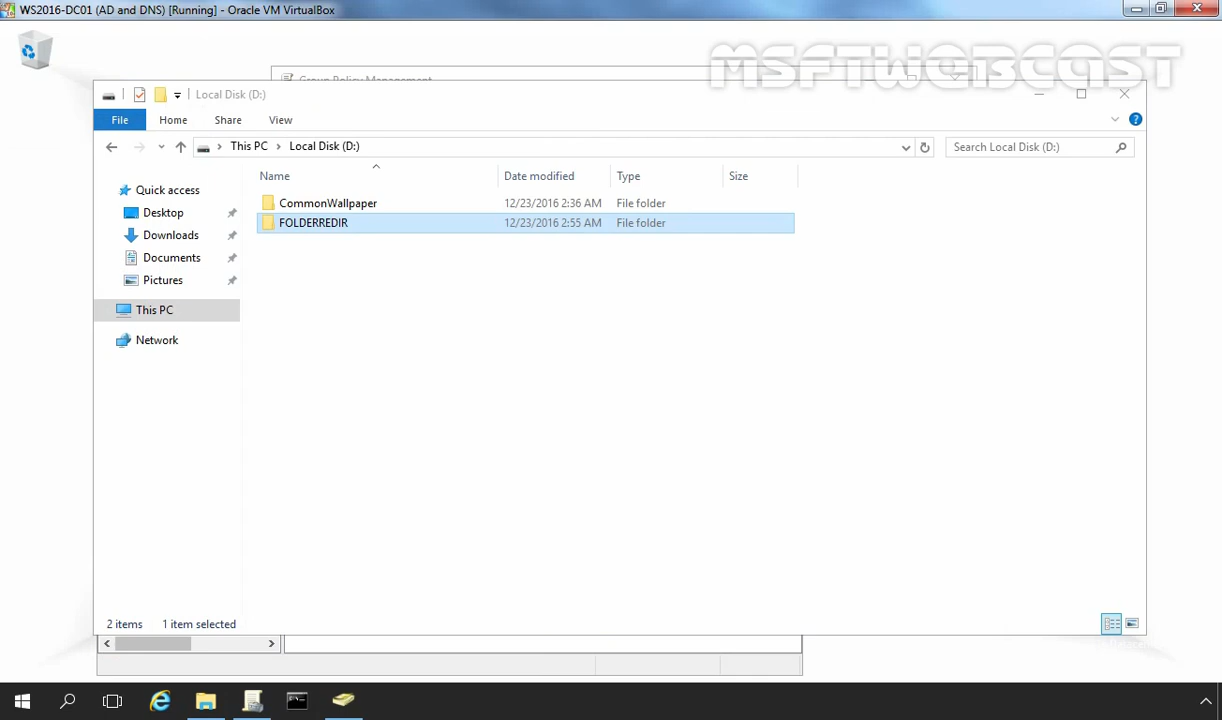 WS2016-DC01 (AD and DNS) [Running] - Oracle VM VirtualBox
MSFTWEBCAST
Group Policy Management
Local Disk (D:)
File Home Share View
This PC Local Disk (D:)
Search Local Disk (D:)
Name Date modified Type Size
Quick access
Desktop
Downloads
Documents
Pictures
This PC
Network
CommonWallpaper 12/23/2016 2:36 AM File folder
FOLDERREDIR 12/23/2016 2:55 AM File folder
2 items 1 item selected